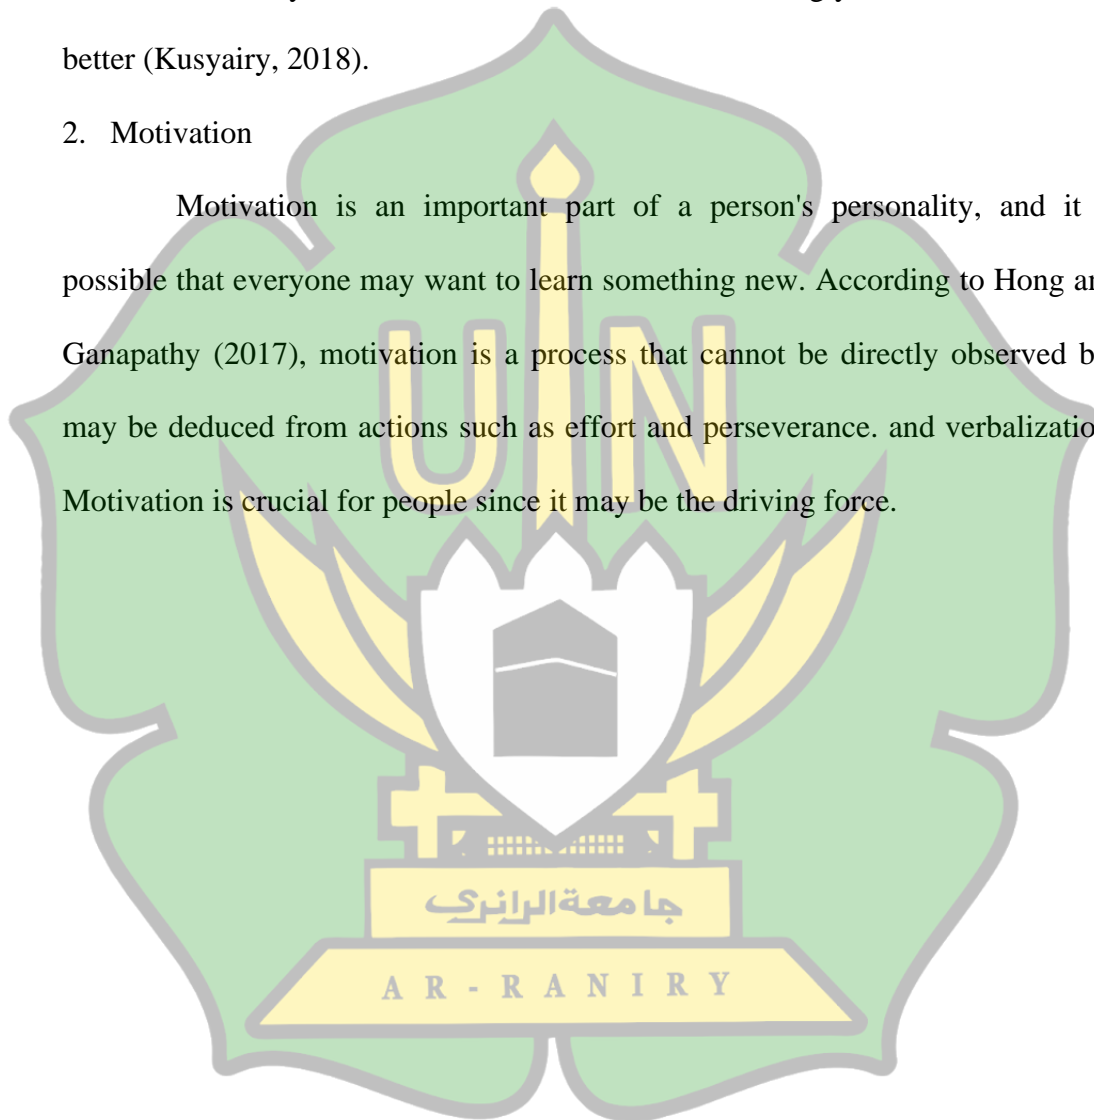 better (Kusyairy, 2018).
2. Motivation
Motivation is an important part of a person's personality, and it
possible that everyone may want to learn something new. According to Hong
Ganapathy (2017), motivation is a process that cannot be directly observed
may be deduced from actions such as effort and perseverance. and
Motivation is crucial for people since it may be the driving force.
UIN
جامعة الرانري
AR-RANIRY